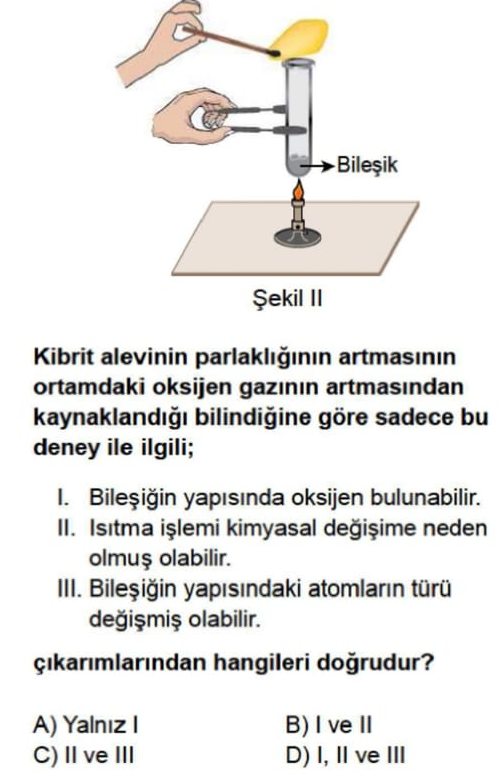 Bileşik
Şekil II
Kibrit alevinin parlaklığının artmasının
ortamdaki oksijen gazının artmasından
kaynaklandığı bilindiğine göre sadece bu
deney ile ilgili;
I. Bileşiğin yapısında oksijen bulunabilir.
II. Isıtma işlemi kimyasal değişime neden
olmuş olabilir.
III. Bileşiğin yapısındaki atomların türü
değişmiş olabilir.
çıkarımlarından hangileri doğrudur?
A) Yalnız I B) I ve II
C) II ve III D) I, II ve III